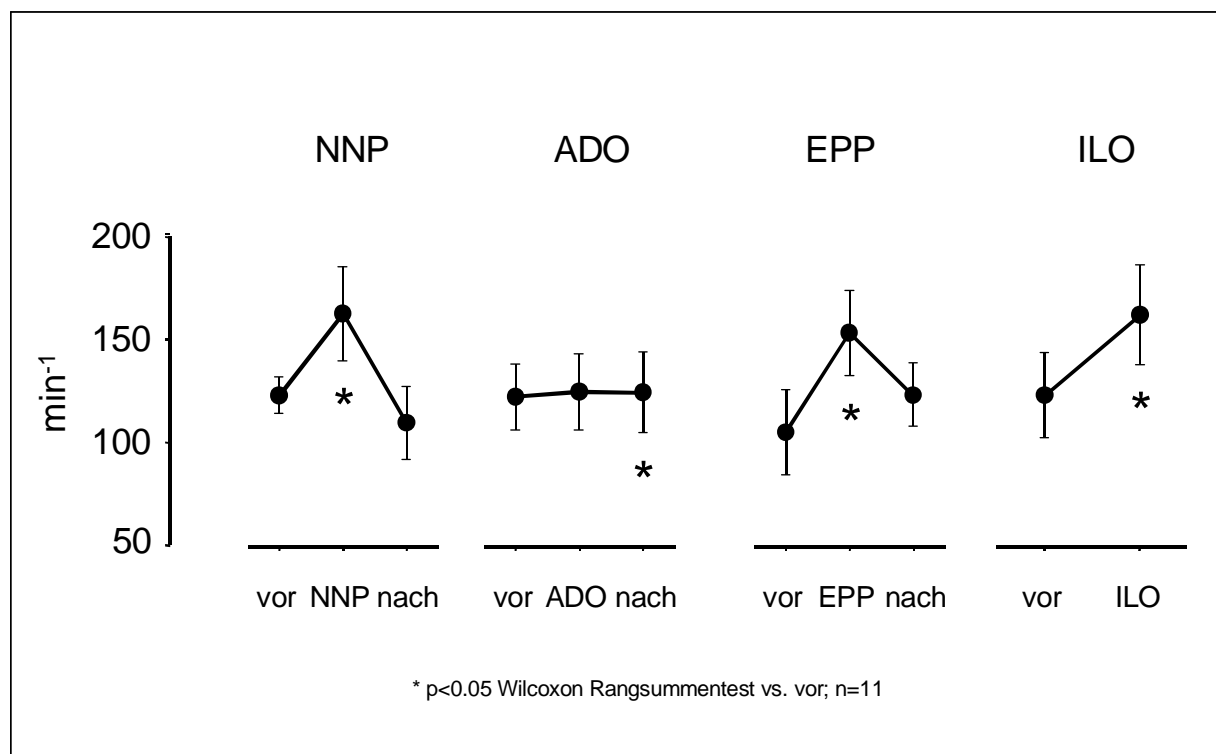 NNP ADO EPP ILO
200
150
100
50
min-1
* * * *
vor NNP nach vor ADO nach vor EPP nach vor ILO
* p<0.05 Wilcoxon Rangsummentest vs. vor; n=11